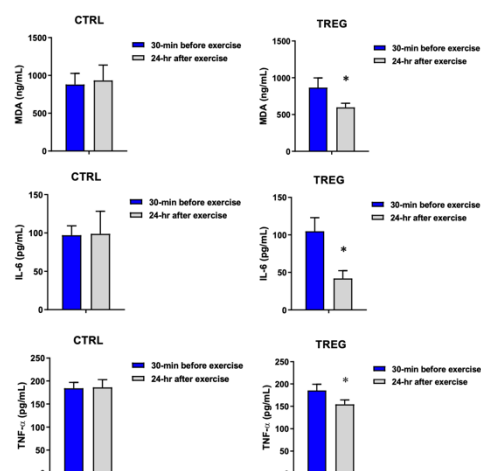 CTRL
1500
1000
500
0
MDA (ng/mL)
30-min before exercise
24-hr after exercise
TREG
1500
1000
500
0
MDA (ng/mL)
*
30-min before exercise
24-hr after exercise
CTRL
150
100
50
0
IL-6 (pg/mL)
30-min before exercise
24-hr after exercise
TREG
150
100
50
0
IL-6 (pg/mL)
*
30-min before exercise
24-hr after exercise
CTRL
250
200
150
100
50
TNF-α (pg/mL)
30-min before exercise
24-hr after exercise
TREG
250
200
150
100
50
TNF-α (pg/mL)
*
30-min before exercise
24-hr after exercise